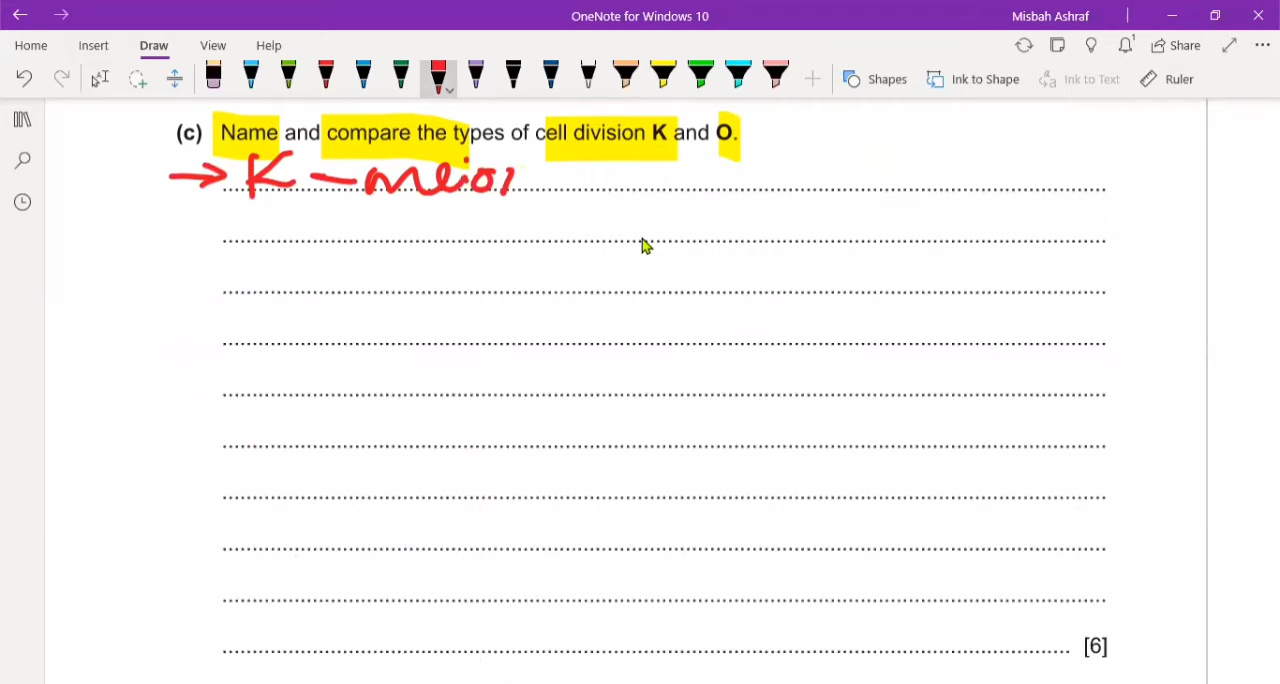 OneNote for Windows 10
Misbah Ashraf
Home Insert Draw View Help
Share
Shapes Ink to Shape Ink to Text Ruler
(c) Name and compare the types of cell division K and O.
→ K – meios
[6]